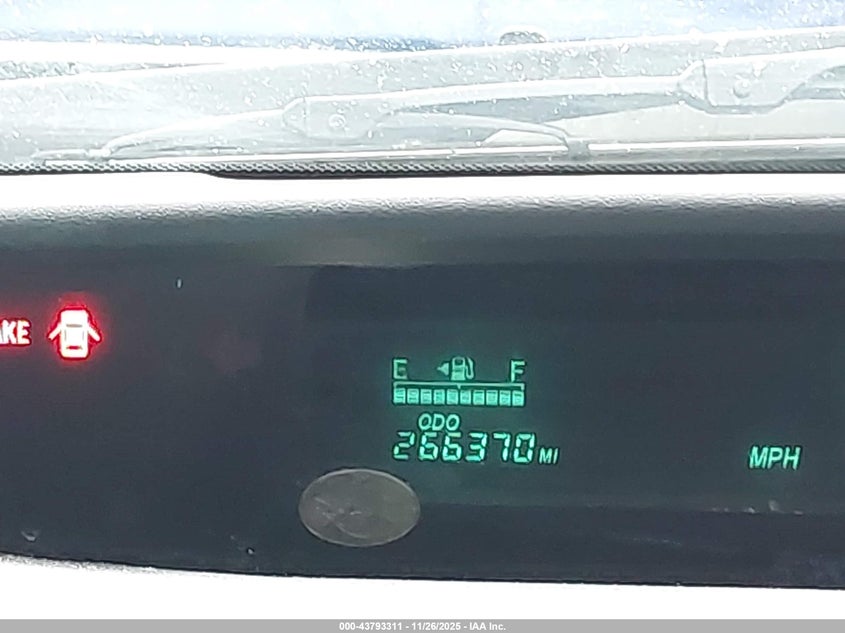 AKE
E F
ODO
266370 MI
MPH
000-43793311 - 11/26/2025 - IAA Inc.